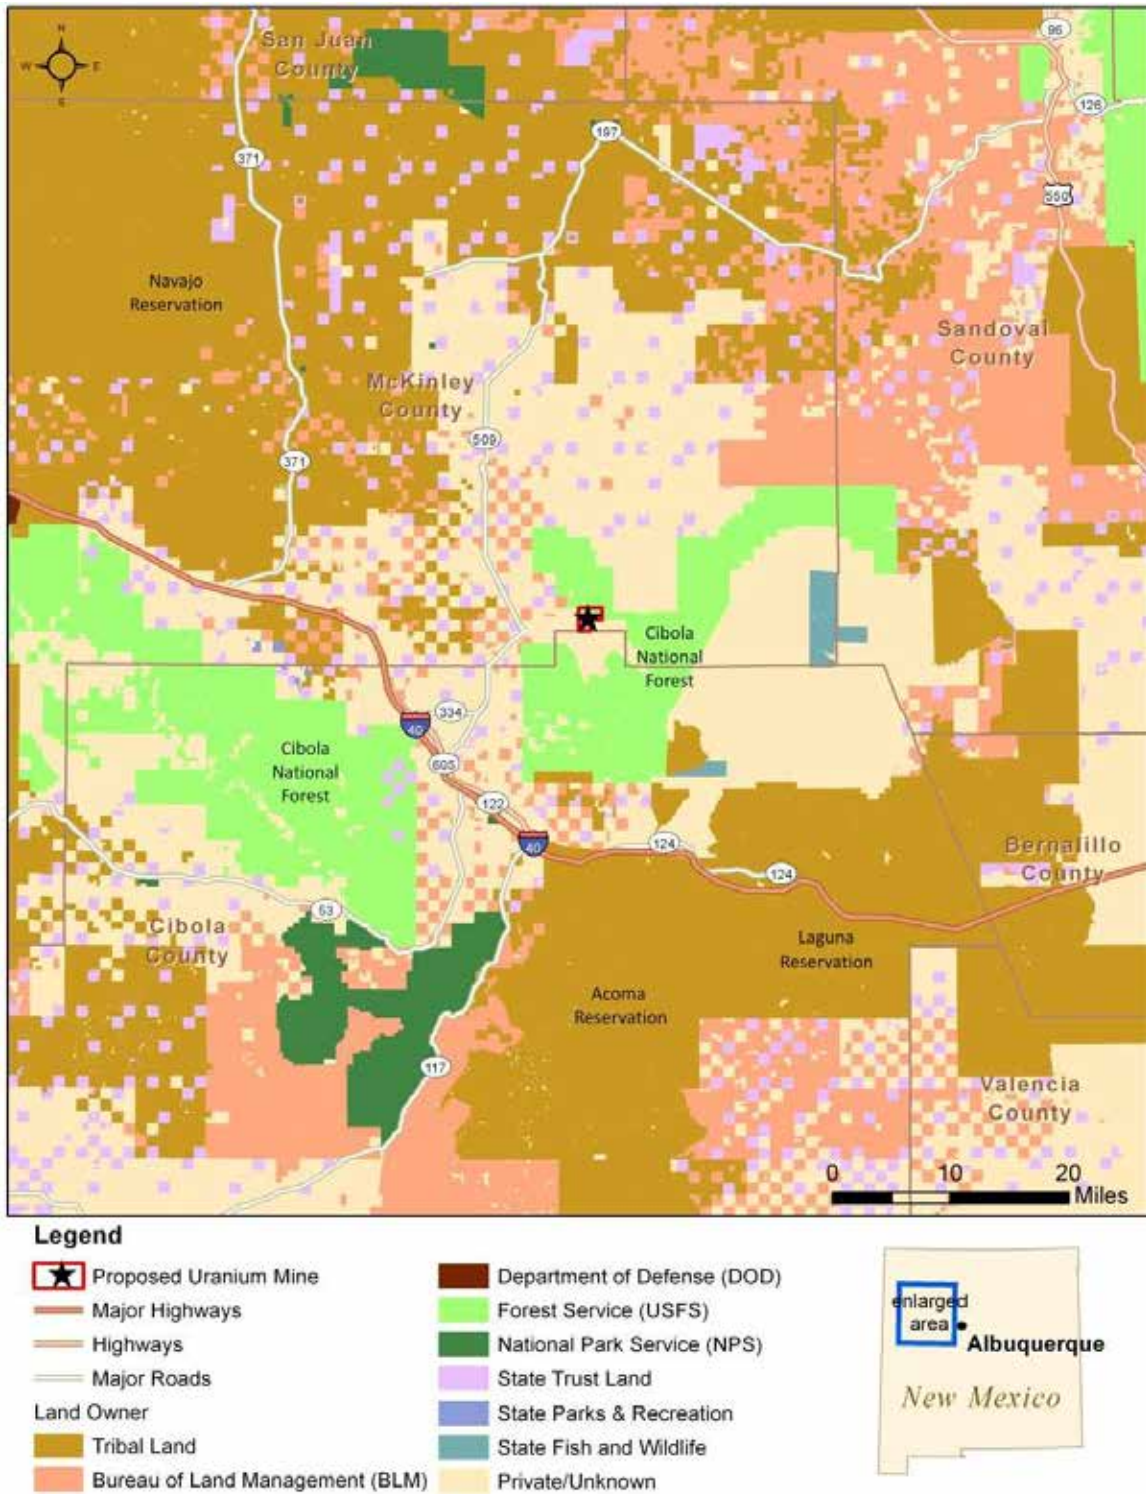 N
W E
S
San Juan
County
96
126
197
371
550
Navajo
Reservation
Sandoval
County
McKinley
County
509
371
Cibola
National
Forest
334
40
Cibola
National
Forest
605
122
40
124
124
Bernalillo
County
53
Cibola
County
Laguna
Reservation
Acoma
Reservation
117
Valencia
County
0 10 20
Miles
Legend
Proposed Uranium Mine
Major Highways
Highways
Major Roads
Land Owner
Tribal Land
Bureau of Land Management (BLM)
Department of Defense (DOD)
Forest Service (USFS)
National Park Service (NPS)
State Trust Land
State Parks & Recreation
State Fish and Wildlife
Private/Unknown
enlarged
area
Albuquerque
New Mexico